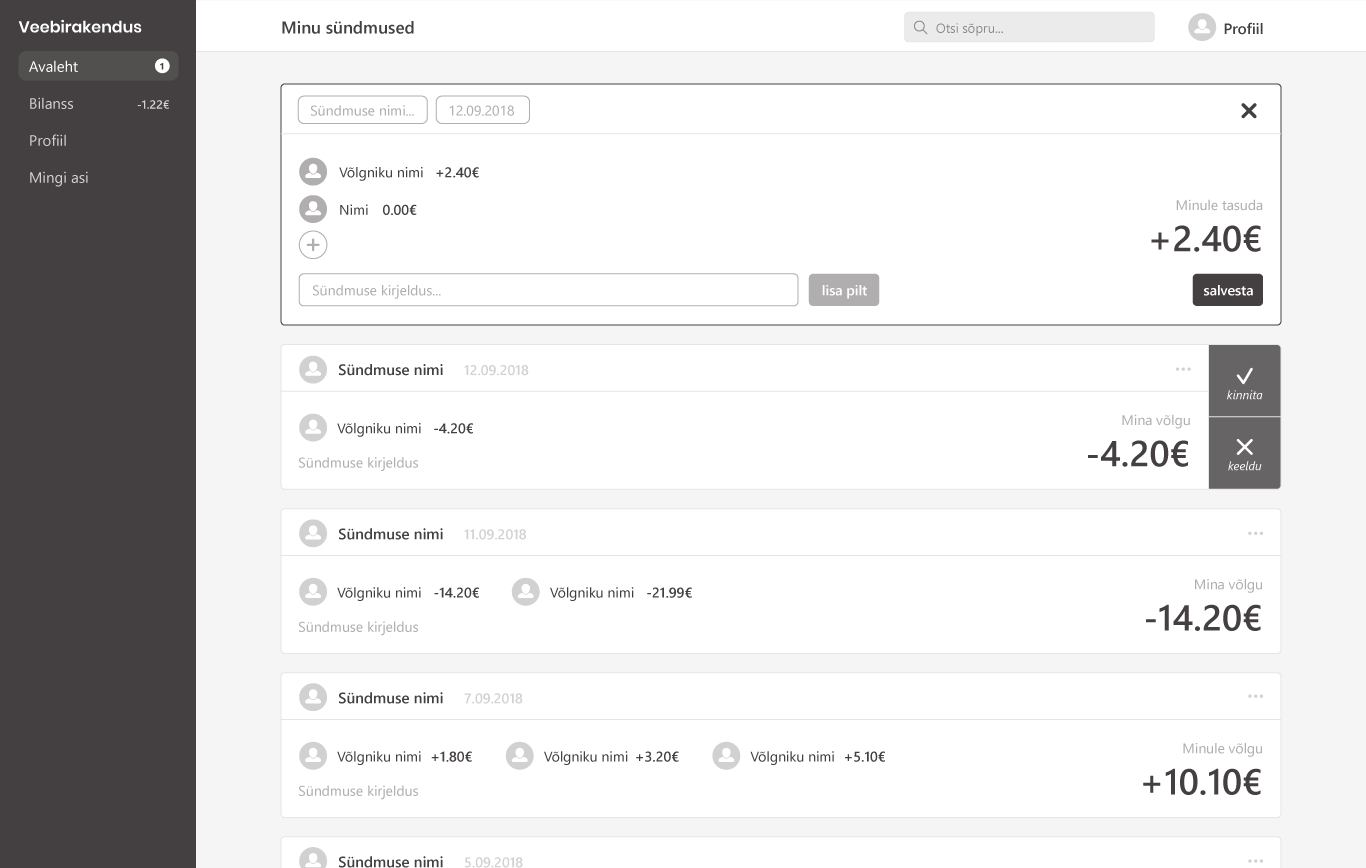 Veebirakendus
Avaleht 1
Bilanss -1.22€
Profiil
Mingi asi
Minu sündmused
Otsi sõpru...
Profiil
Sündmuse nimi... 12.09.2018
Võlgniku nimi +2.40€
Nimi 0.00€
Minule tasuda
+2.40€
Sündmuse kirjeldus... lisa pilt salvesta
Sündmuse nimi 12.09.2018
Võlgniku nimi -4.20€
Sündmuse kirjeldus
Mina võlgu
-4.20€
kinnita
keeldu
Sündmuse nimi 11.09.2018
Võlgniku nimi -14.20€ Võlgniku nimi -21.99€
Sündmuse kirjeldus
Mina võlgu
-14.20€
Sündmuse nimi 7.09.2018
Võlgniku nimi +1.80€ Võlgniku nimi +3.20€ Võlgniku nimi +5.10€
Sündmuse kirjeldus
Minule võlgu
+10.10€
Sündmuse nimi 5.09.2018